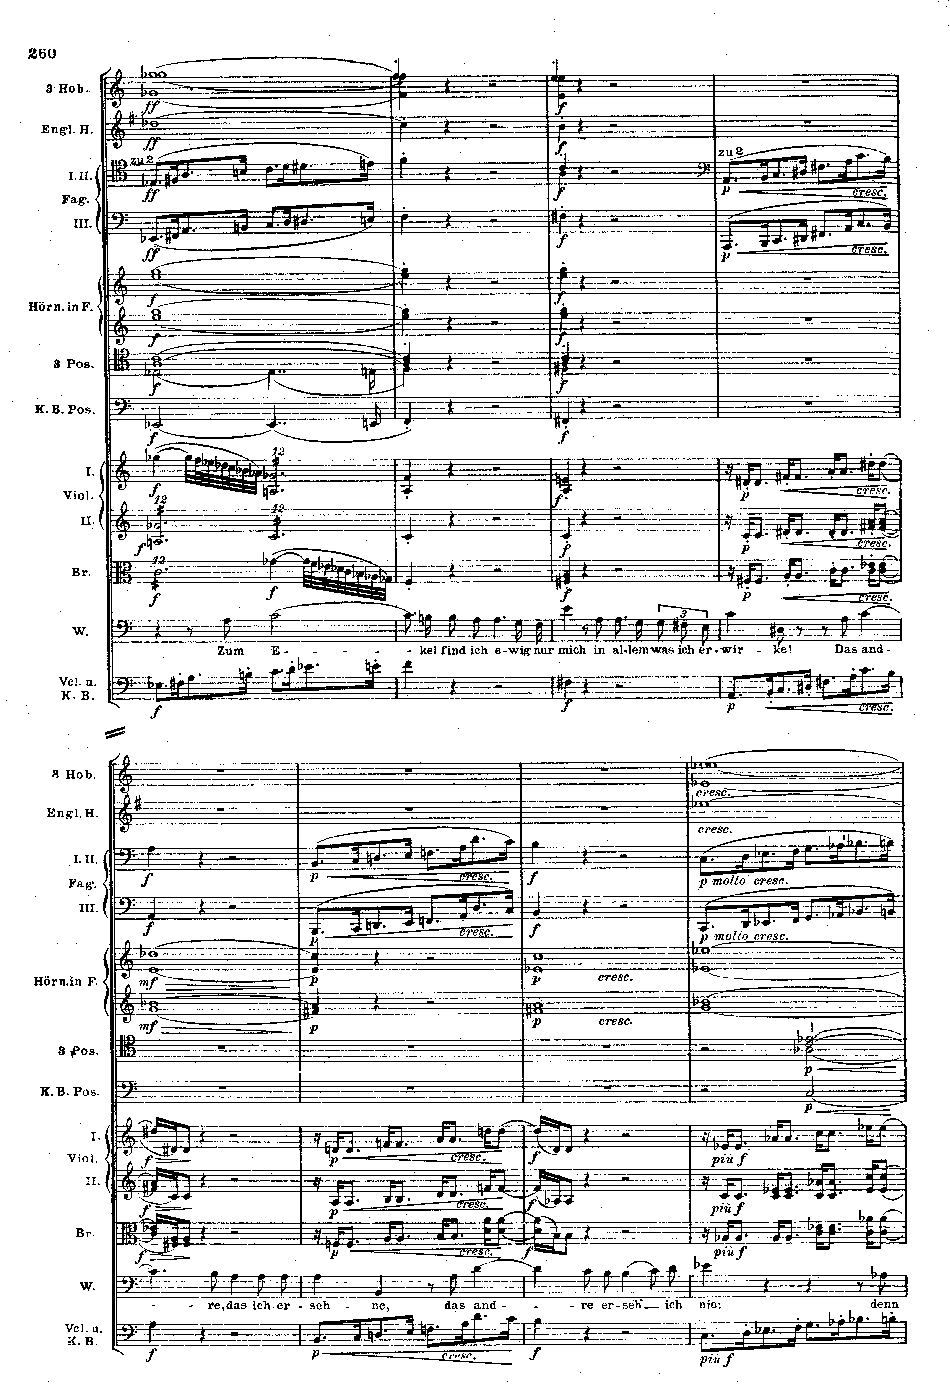 260
3 Hob.
ff
Engl. H.
ff
f
zu 2
zu 2
I. II.
ff
f
p
cresc.
Fag.
III.
ff
f
p
cresc.
f
f
Hörn. in F.
f
f
3 Pos.
f
f
K. B. Pos.
f
f
12
I.
f
f
p
cresc.
Viol.
12
12
II.
f
f
p
cresc.
12
Br.
f
f
f
p
cresc.
3
W.
Zum E - - - - kel find ich e-wig nur mich in al-lem was ich er-wir - ke! Das and-
Vcl. u.
K. B.
f
f
p
cresc.
3 Hob.
cresc.
Engl. H.
cresc.
I. II.
f
p
cresc.
f
p molto cresc.
Fag.
III.
f
p
cresc.
f
p molto cresc.
mf
p
p
cresc.
Hörn. in F.
mf
p
p
cresc.
3 Pos.
p
K. B. Pos.
p
I.
f
p
cresc.
f
più f
Viol.
II.
f
p
cresc.
f
più f
Br.
f
p
cresc.
f
più f
W.
- - re, das ich er - seh - ne, das and - - re er-seh' ich nie: denn
Vcl. u.
K. B.
f
p
cresc.
f
più f